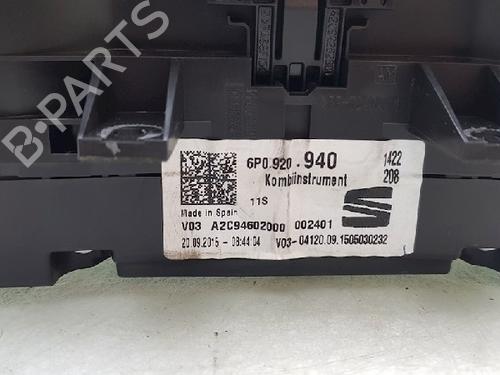 B-PARTS
6P0.920-940
1422
208
Kombiinstrument
11S
Made in Spain
V03 A2C94602000 002401
20.09.2015 - 08:44:04 V03-04120.09.1505030232